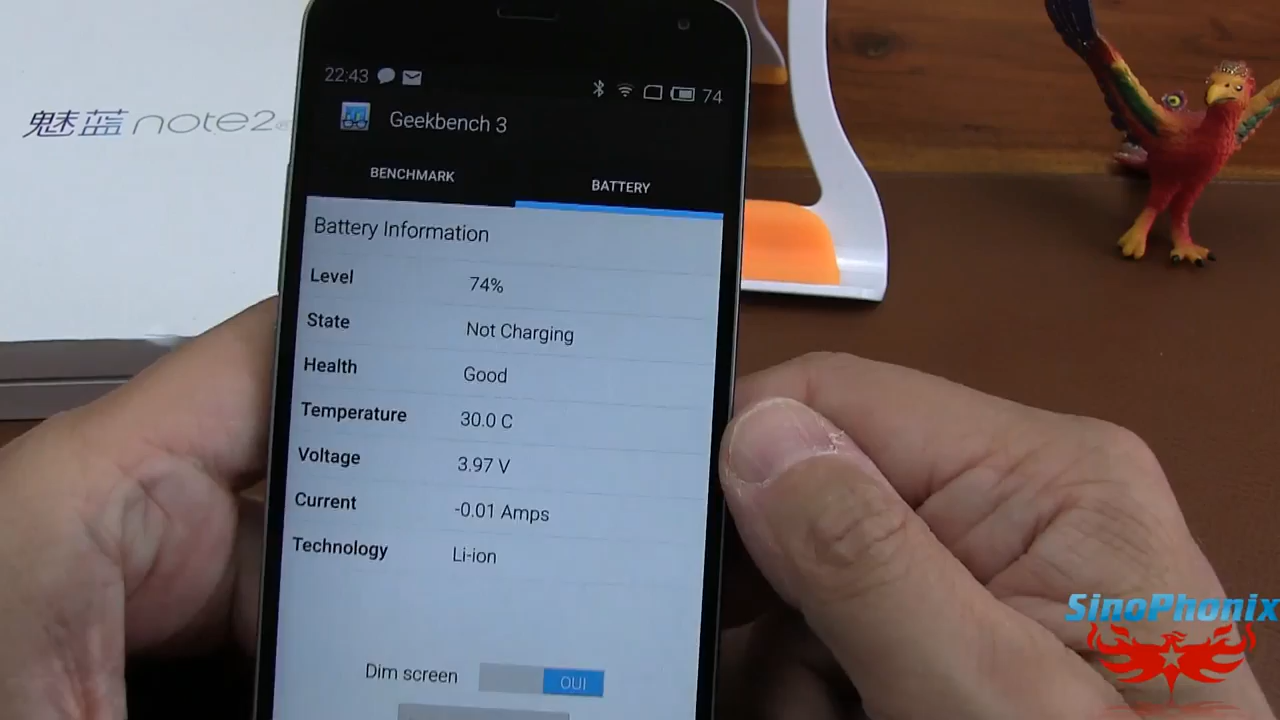 魅蓝 note2
22:43
74
Geekbench 3
BENCHMARK
BATTERY
Battery Information
Level 74%
State Not Charging
Health Good
Temperature 30.0 C
Voltage 3.97 V
Current -0.01 Amps
Technology Li-ion
Dim screen OUI
SinoPhonix